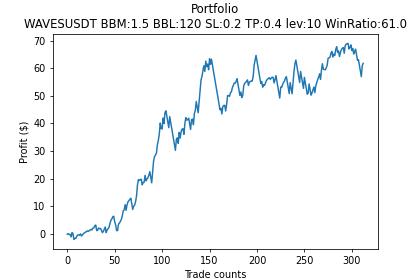 Portfolio
WAVESUSDT BBM:1.5 BBL:120 SL:0.2 TP:0.4 lev:10 WinRatio:61.0
Profit ($)
70
60
50
40
30
20
10
0
0 50 100 150 200 250 300
Trade counts